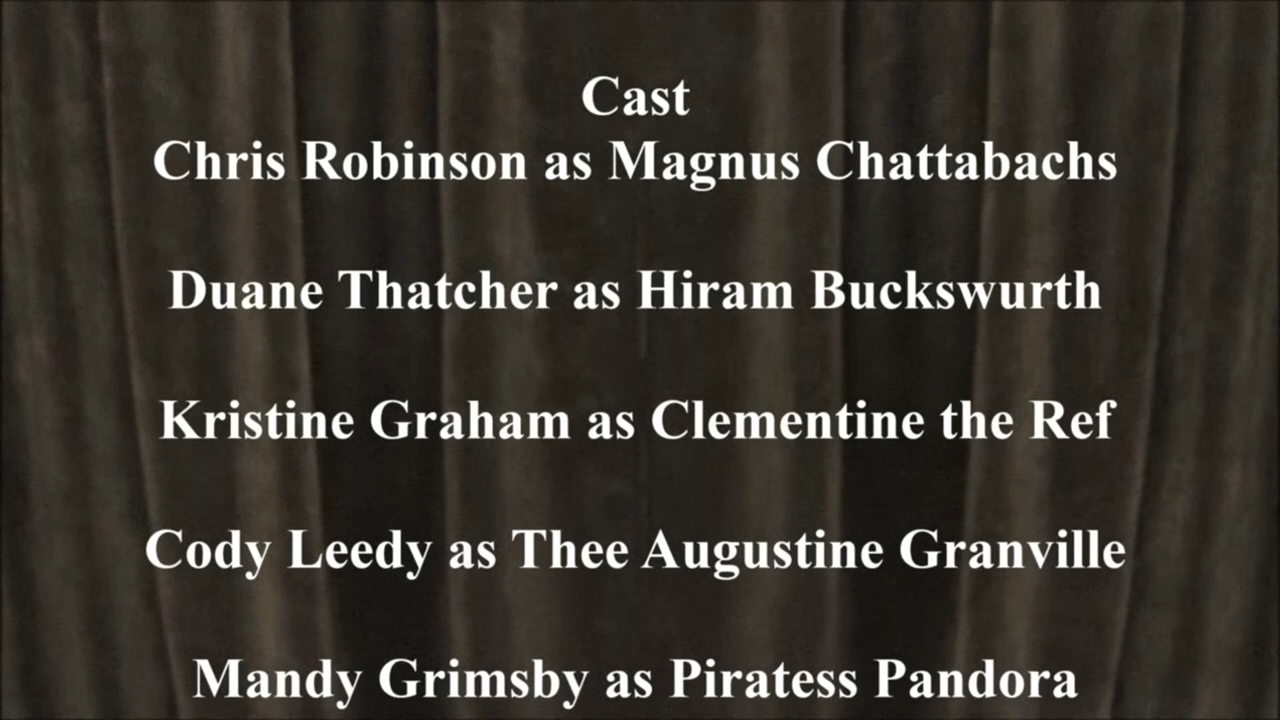 Cast
Chris Robinson as Magnus Chattabachs
Duane Thatcher as Hiram Buckswurth
Kristine Graham as Clementine the Ref
Cody Leedy as Thee Augustine Granville
Mandy Grimsby as Piratess Pandora